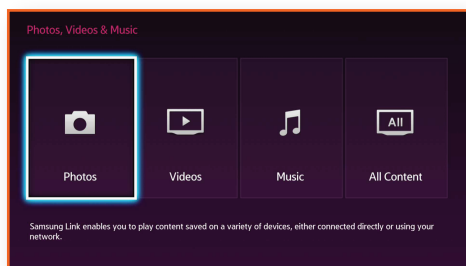 Photos, Videos & Music
All
Photos
Videos
Music
All Content
Samsung Link enables you to play content saved on a variety of devices, either connected directly or using your
network.